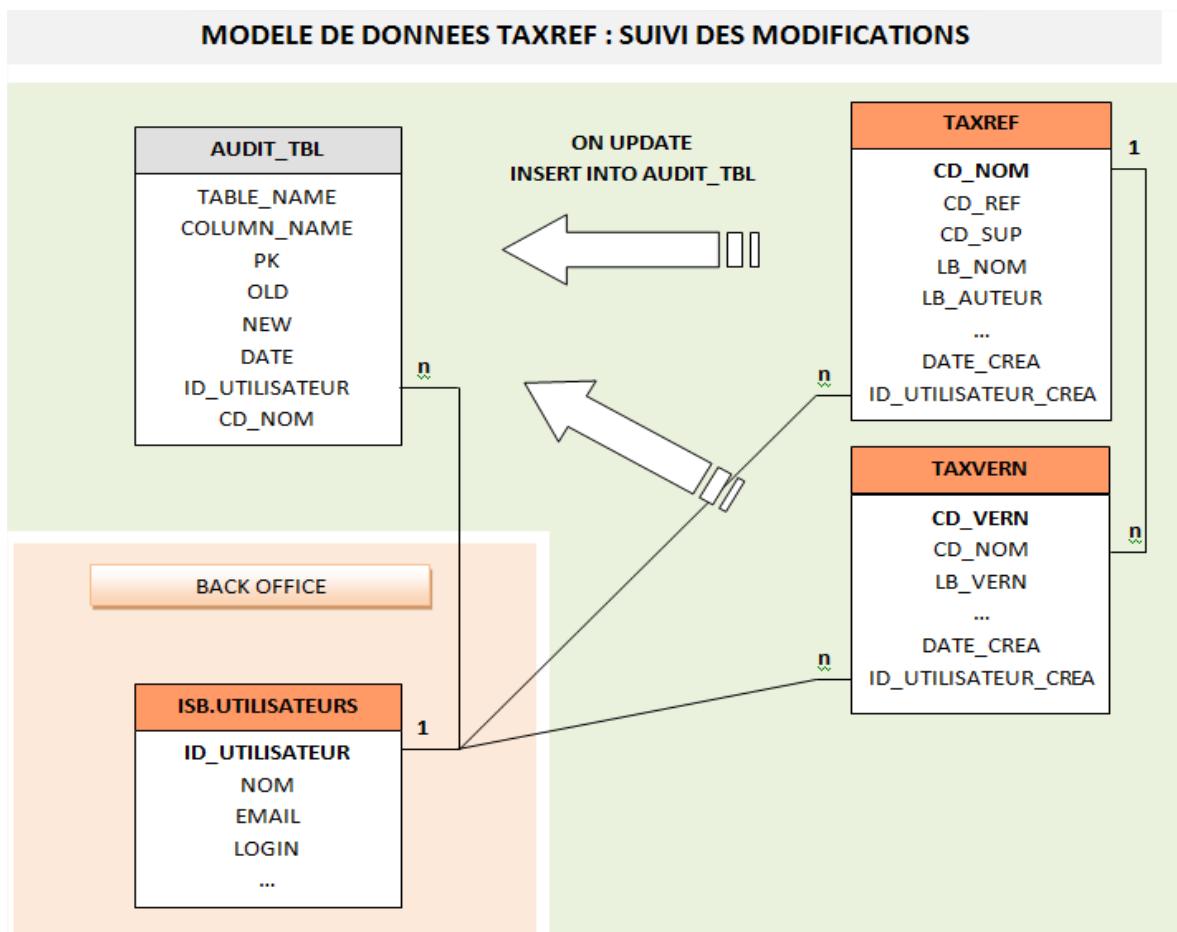 MODELE DE DONNEES TAXREF : SUIVI DES MODIFICATIONS
AUDIT_TBL
TABLE_NAME
COLUMN_NAME
PK
OLD
NEW
DATE
ID_UTILISATEUR
CD_NOM
n
ON UPDATE
INSERT INTO AUDIT_TBL
TAXREF
CD_NOM
CD_REF
CD_SUP
LB_NOM
LB_AUTEUR
...
DATE_CREA
ID_UTILISATEUR_CREA
1
n
TAXVERN
CD_VERN
CD_NOM
LB_VERN
...
DATE_CREA
ID_UTILISATEUR_CREA
n
n
BACK OFFICE
ISB.UTILISATEURS
ID_UTILISATEUR
NOM
EMAIL
LOGIN
...
1